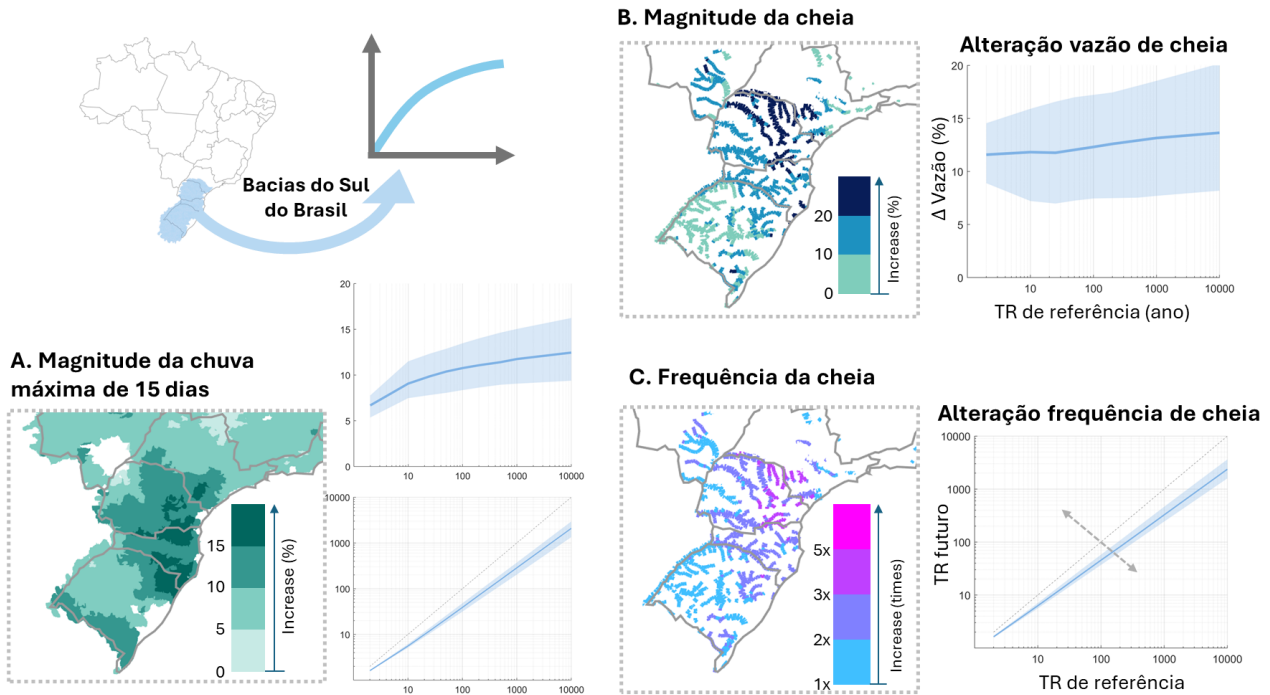 Bacias do Sul
do Brasil
A. Magnitude da chuva
máxima de 15 dias
15
10
5
0
Increase (%)
20
15
10
5
0
10
100
1000
10000
10000
1000
100
10
10
100
1000
10000
B. Magnitude da cheia
20
10
0
Increase (%)
Alteração vazão de cheia
Δ Vazão (%)
20
15
10
5
0
10
100
1000
10000
TR de referência (ano)
C. Frequência da cheia
5x
3x
2x
1x
Increase (times)
Alteração frequência de cheia
TR futuro
10000
1000
100
10
10
100
1000
10000
TR de referência